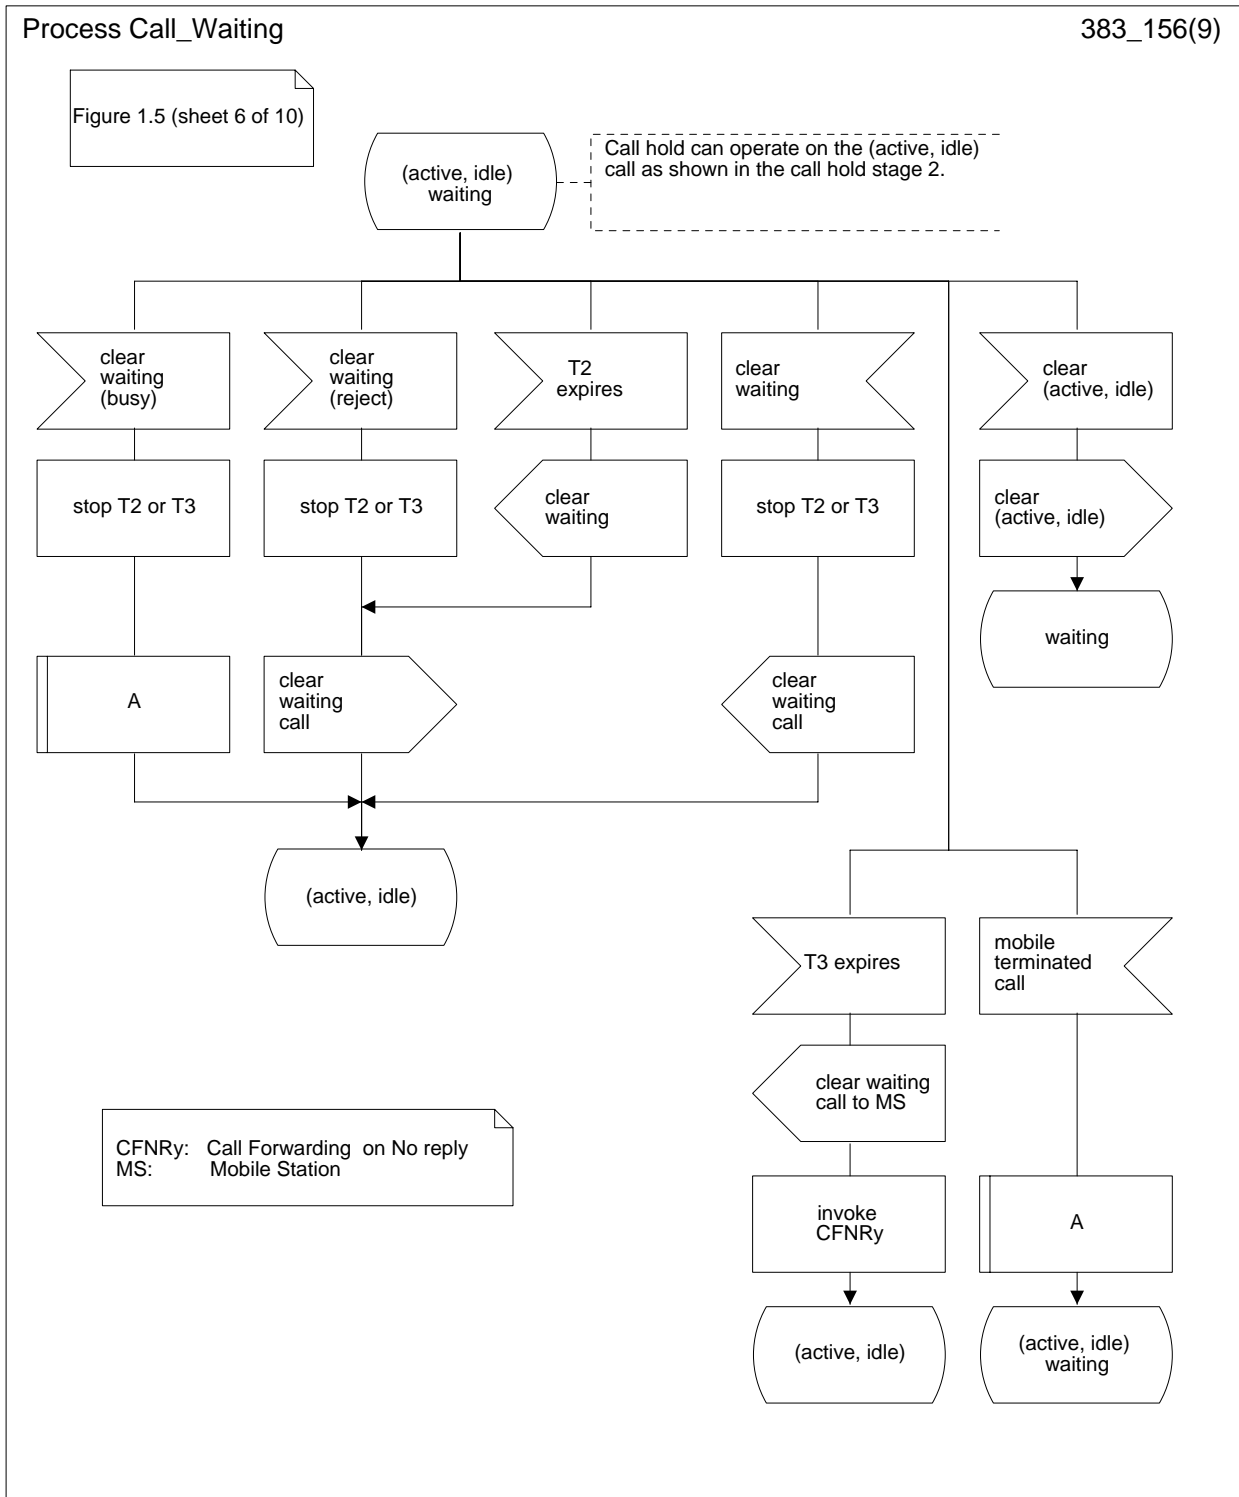 Process Call_Waiting
383_156(9)
Figure 1.5 (sheet 6 of 10)
(active, idle)
waiting
Call hold can operate on the (active, idle)
call as shown in the call hold stage 2.
clear
waiting
(busy)
clear
waiting
(reject)
T2
expires
clear
waiting
clear
(active, idle)
stop T2 or T3
stop T2 or T3
clear
waiting
stop T2 or T3
clear
(active, idle)
waiting
A
clear
waiting
call
clear
waiting
call
(active, idle)
T3 expires
mobile
terminated
call
clear waiting
call to MS
CFNRy: Call Forwarding on No reply
MS: Mobile Station
invoke
CFNRy
A
(active, idle)
(active, idle)
waiting